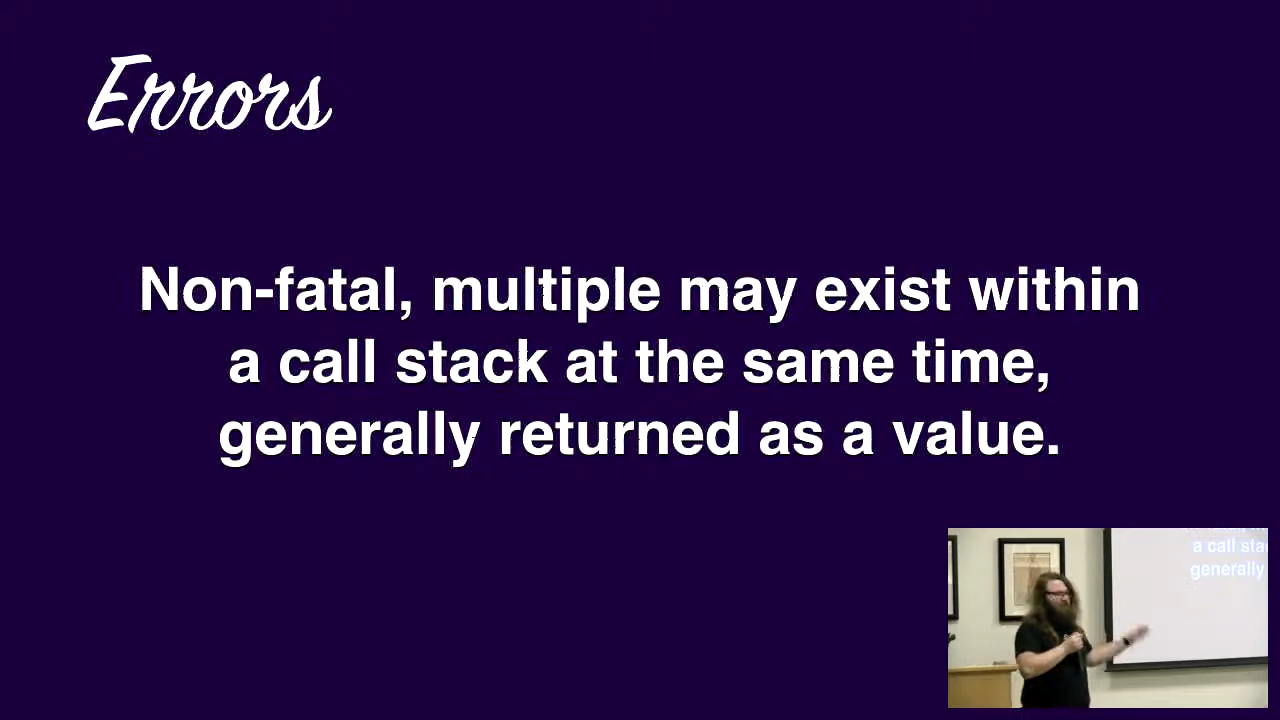 Errors
Non-fatal, multiple may exist within
a call stack at the same time,
generally returned as a value.
a call sta
generally